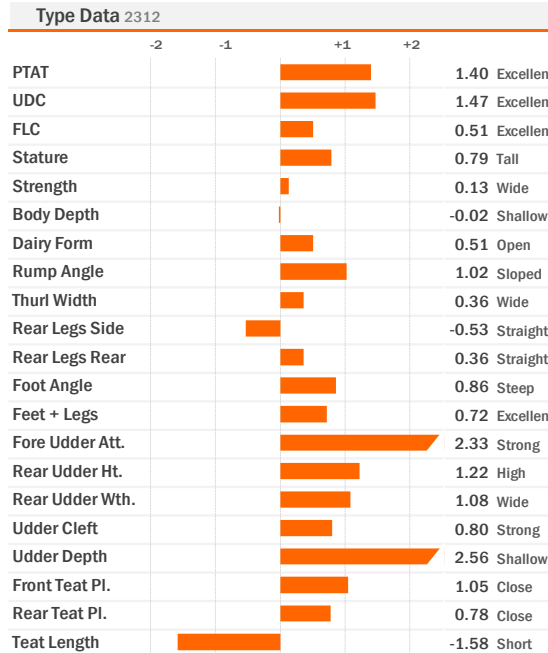 Type Data 2312
-2 -1 +1 +2
PTAT 1.40 Excellen
UDC 1.47 Excellen
FLC 0.51 Excellen
Stature 0.79 Tall
Strength 0.13 Wide
Body Depth -0.02 Shallow
Dairy Form 0.51 Open
Rump Angle 1.02 Sloped
Thurl Width 0.36 Wide
Rear Legs Side -0.53 Straight
Rear Legs Rear 0.36 Straight
Foot Angle 0.86 Steep
Feet + Legs 0.72 Excellen
Fore Udder Att. 2.33 Strong
Rear Udder Ht. 1.22 High
Rear Udder Wth. 1.08 Wide
Udder Cleft 0.80 Strong
Udder Depth 2.56 Shallow
Front Teat Pl. 1.05 Close
Rear Teat Pl. 0.78 Close
Teat Length -1.58 Short